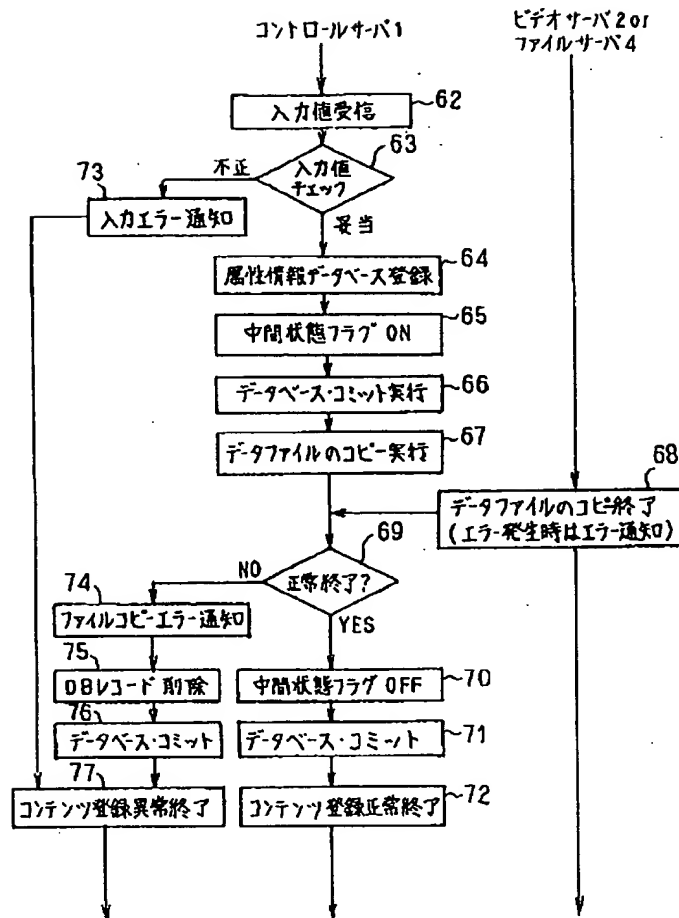 コントロールサーバ1
ビデオサーバ2or
ファイルサーバ4
入力値受信
62
63
入力値
チェック
不正
73
入力エラー通知
妥当
属性情報データベース登録
64
中間状態フラグON
65
データベース・コミット実行
66
データファイルのコピー実行
67
68
データファイルのコピー終了
(エラー発生時はエラー通知)
69
正常終了?
NO
YES
74
ファイルコピーエラー通知
75
DBレコード削除
中間状態フラグOFF
70
76
データベース・コミット
データベース・コミット
71
77
コンテンツ登録異常終了
コンテンツ登録正常終了
72